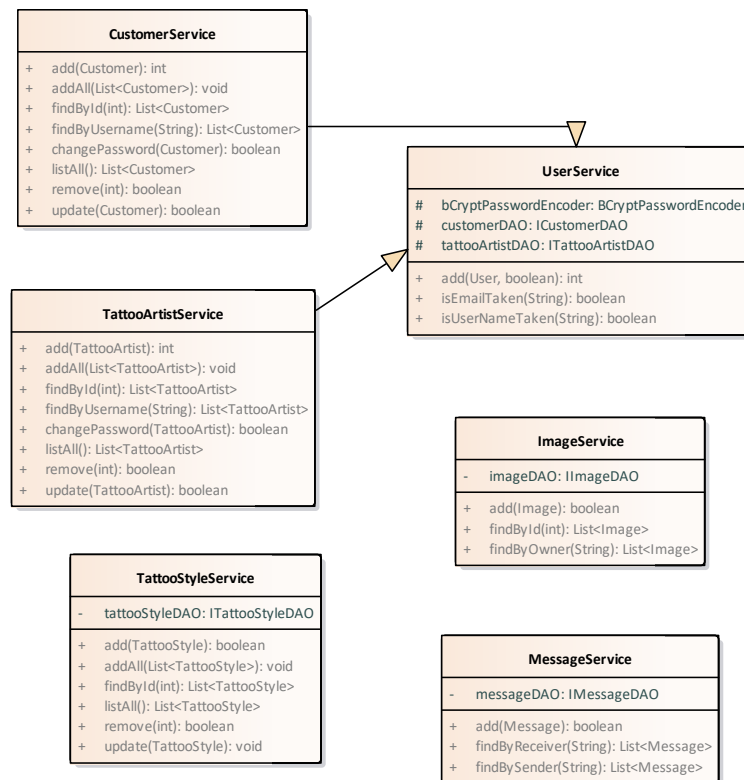 CustomerService
+ add(Customer): int
+ addAll(List<Customer>): void
+ findById(int): List<Customer>
+ findByUsername(String): List<Customer>
+ changePassword(Customer): boolean
+ listAll(): List<Customer>
+ remove(int): boolean
+ update(Customer): boolean
UserService
# bCryptPasswordEncoder: BCryptPasswordEncoder
# customerDAO: ICustomerDAO
# tattooArtistDAO: ITattooArtistDAO
+ add(User, boolean): int
+ isEmailTaken(String): boolean
+ isUserNameTaken(String): boolean
TattooArtistService
+ add(TattooArtist): int
+ addAll(List<TattooArtist>): void
+ findById(int): List<TattooArtist>
+ findByUsername(String): List<TattooArtist>
+ changePassword(TattooArtist): boolean
+ listAll(): List<TattooArtist>
+ remove(int): boolean
+ update(TattooArtist): boolean
ImageService
- imageDAO: IImageDAO
+ add(Image): boolean
+ findById(int): List<Image>
+ findByOwner(String): List<Image>
TattooStyleService
- tattooStyleDAO: ITattooStyleDAO
+ add(TattooStyle): boolean
+ addAll(List<TattooStyle>): void
+ findById(int): List<TattooStyle>
+ listAll(): List<TattooStyle>
+ remove(int): boolean
+ update(TattooStyle): void
MessageService
- messageDAO: IMessageDAO
+ add(Message): boolean
+ findByReceiver(String): List<Message>
+ findBySender(String): List<Message>